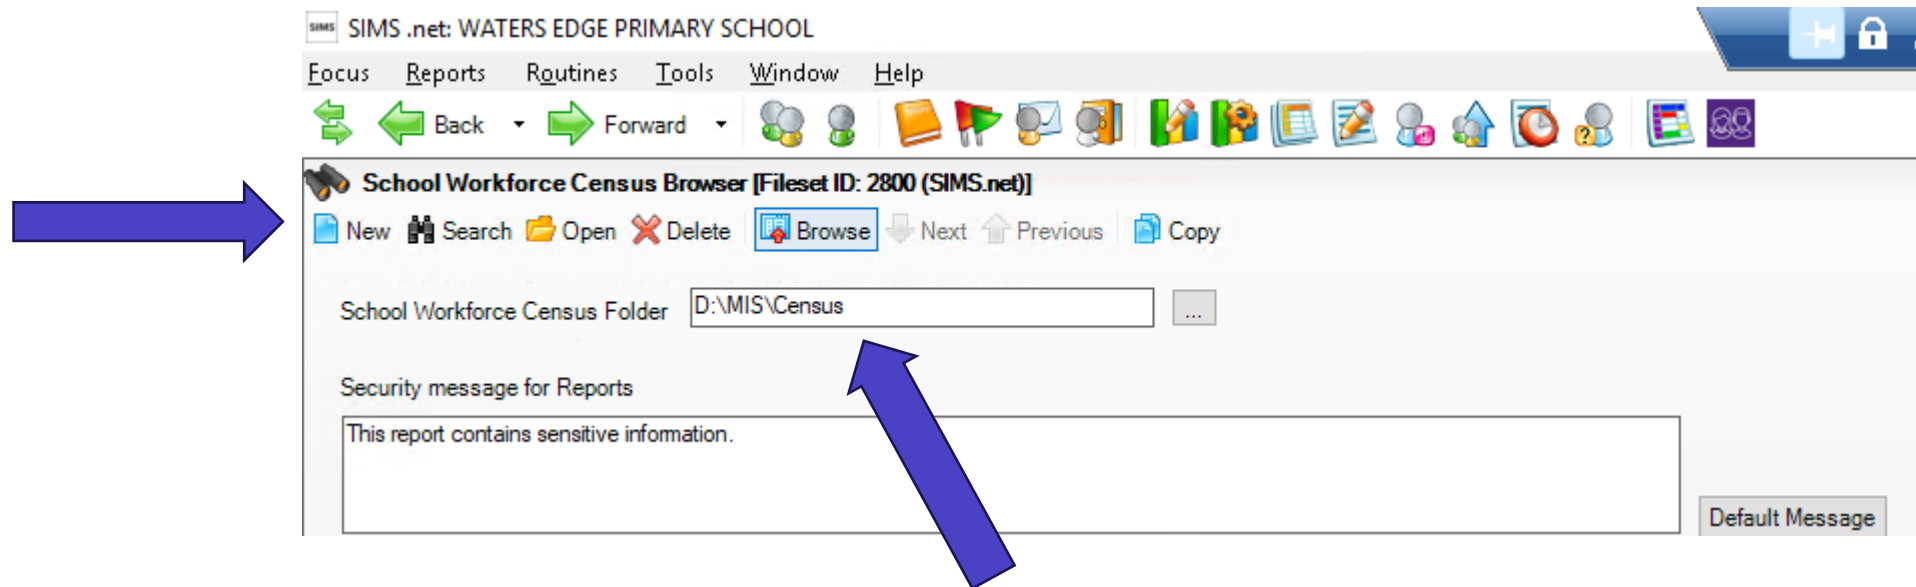 SIMS SIMS .net: WATERS EDGE PRIMARY SCHOOL
Focus Reports Routines Tools Window Help
Back Forward
School Workforce Census Browser [Fileset ID: 2800 (SIMS.net)]
New Search Open Delete Browse Next Previous Copy
School Workforce Census Folder D:\MIS\Census ...
Security message for Reports
This report contains sensitive information.
Default Message